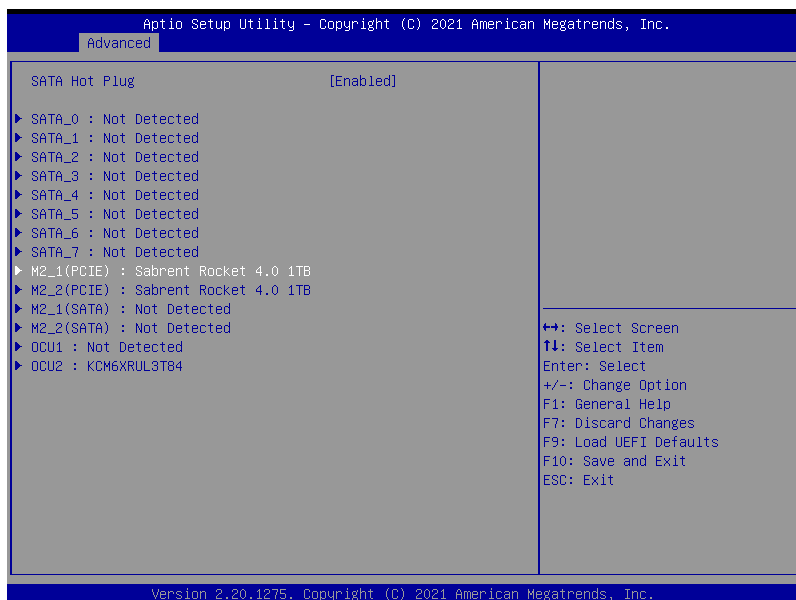 Aptio Setup Utility – Copyright (C) 2021 American Megatrends, Inc.
Advanced
SATA Hot Plug [Enabled]
SATA_0 : Not Detected
SATA_1 : Not Detected
SATA_2 : Not Detected
SATA_3 : Not Detected
SATA_4 : Not Detected
SATA_5 : Not Detected
SATA_6 : Not Detected
SATA_7 : Not Detected
M2_1(PCIE) : Sabrent Rocket 4.0 1TB
M2_2(PCIE) : Sabrent Rocket 4.0 1TB
M2_1(SATA) : Not Detected
M2_2(SATA) : Not Detected
OCU1 : Not Detected
OCU2 : KCM6XRUL3T84
↔: Select Screen
↑↓: Select Item
Enter: Select
+/-: Change Option
F1: General Help
F7: Discard Changes
F9: Load UEFI Defaults
F10: Save and Exit
ESC: Exit
Version 2.20.1275. Copyright (C) 2021 American Megatrends, Inc.